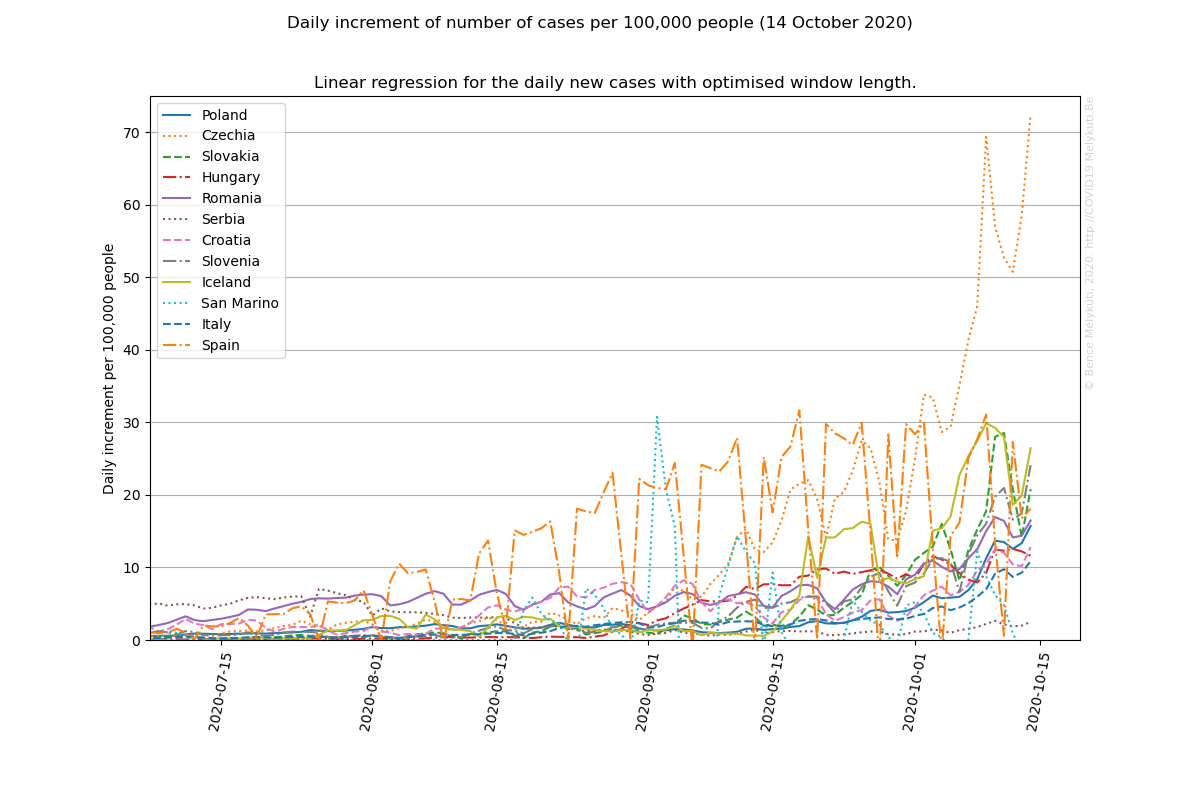 Daily increment of number of cases per 100,000 people (14 October 2020)
Linear regression for the daily new cases with optimised window length.
Daily increment per 100,000 people
70
60
50
40
30
20
10
0
Poland
Czechia
Slovakia
Hungary
Romania
Serbia
Croatia
Slovenia
Iceland
San Marino
Italy
Spain
2020-07-15
2020-08-01
2020-08-15
2020-09-01
2020-09-15
2020-10-01
2020-10-15
© Bence Mélykúti, 2020. http://COVID19.Melykuti.Be